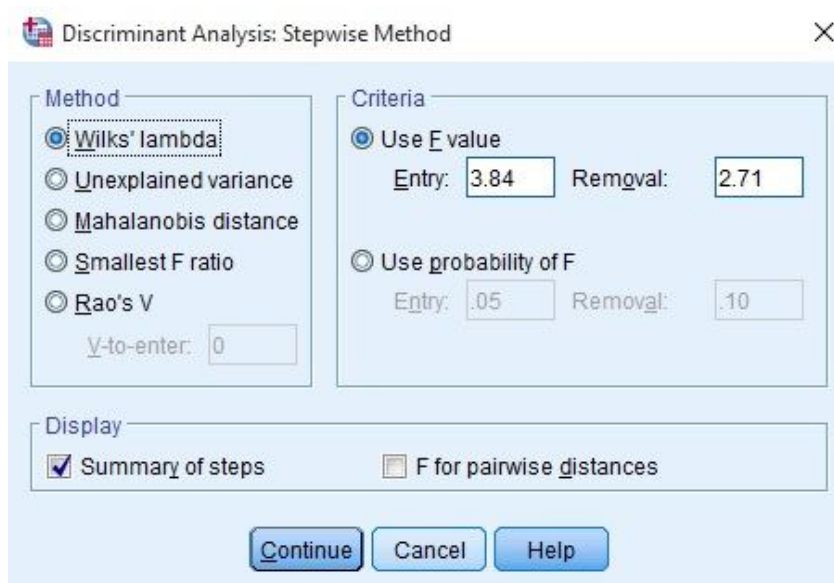 Discriminant Analysis: Stepwise Method
Method
Wilks' lambda
Unexplained variance
Mahalanobis distance
Smallest F ratio
Rao's V
V-to-enter: 0
Criteria
Use F value
Entry: 3.84 Removal: 2.71
Use probability of F
Entry: .05 Removal: .10
Display
Summary of steps F for pairwise distances
Continue Cancel Help